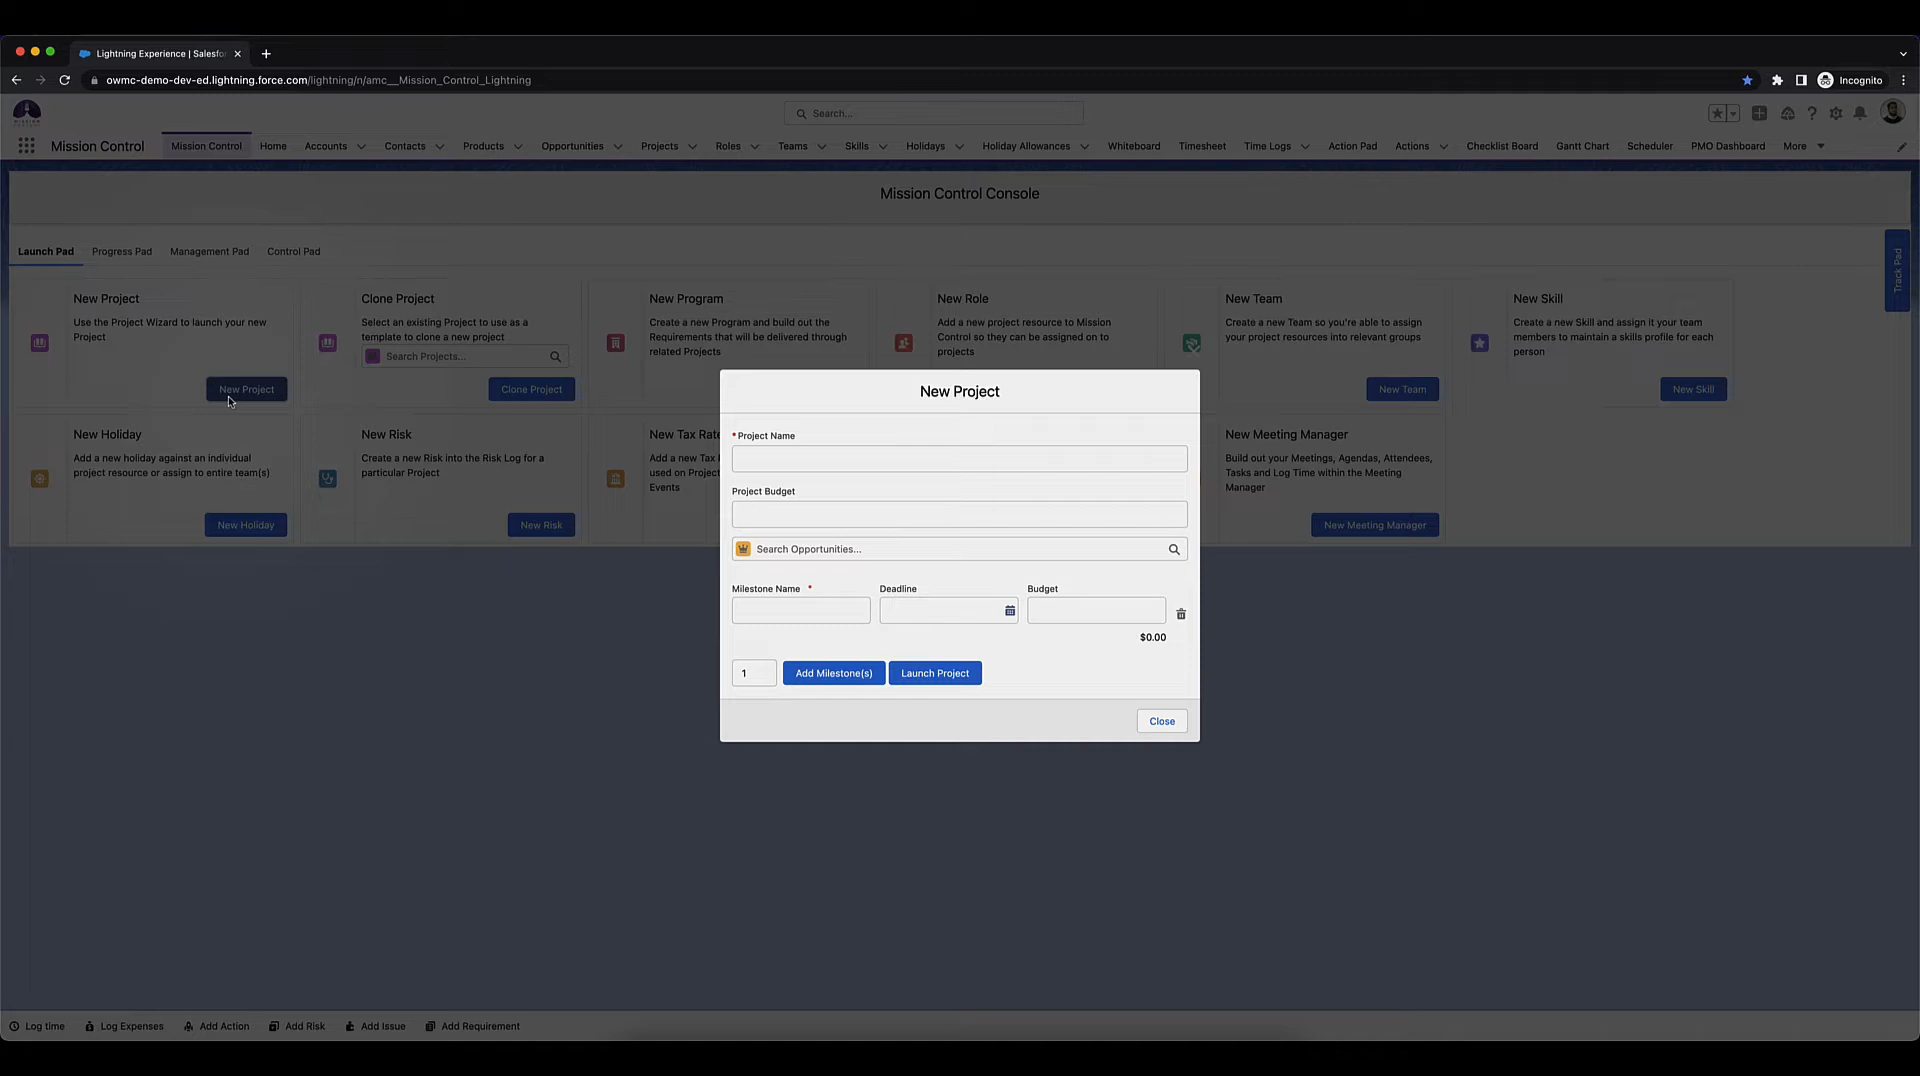 Lightning Experience | Salesfo
owmc-demo-dev-ed.lightning.force.com/lightning/n/amc__Mission_Control_Lightning
Incognito
Search...
Mission Control
Mission Control
Home
Accounts
Contacts
Products
Opportunities
Projects
Roles
Teams
Skills
Holidays
Holiday Allowances
Whiteboard
Timesheet
Time Logs
Action Pad
Actions
Checklist Board
Gantt Chart
Scheduler
PMO Dashboard
More
Mission Control Console
Launch Pad
Progress Pad
Management Pad
Control Pad
Track Pad
New Project
Use the Project Wizard to launch your new
Project
New Project
Clone Project
Select an existing Project to use as a
template to clone a new project
Search Projects...
Clone Project
New Program
Create a new Program and build out the
Requirements that will be delivered through
related Projects
New Role
Add a new project resource to Mission
Control so they can be assigned on to
projects
New Team
Create a new Team so you're able to assign
your project resources into relevant groups
New Team
New Skill
Create a new Skill and assign it your team
members to maintain a skills profile for each
person
New Skill
New Holiday
Add a new holiday against an individual
project resource or assign to entire team(s)
New Holiday
New Risk
Create a new Risk into the Risk Log for a
particular Project
New Risk
New Tax Rate
Add a new Tax
used on Project
Events
New Meeting Manager
Build out your Meetings, Agendas, Attendees,
Tasks and Log Time within the Meeting
Manager
New Meeting Manager
New Project
* Project Name
Project Budget
Search Opportunities...
Milestone Name *
Deadline
Budget
$0.00
1
Add Milestone(s)
Launch Project
Close
Log time
Log Expenses
Add Action
Add Risk
Add Issue
Add Requirement